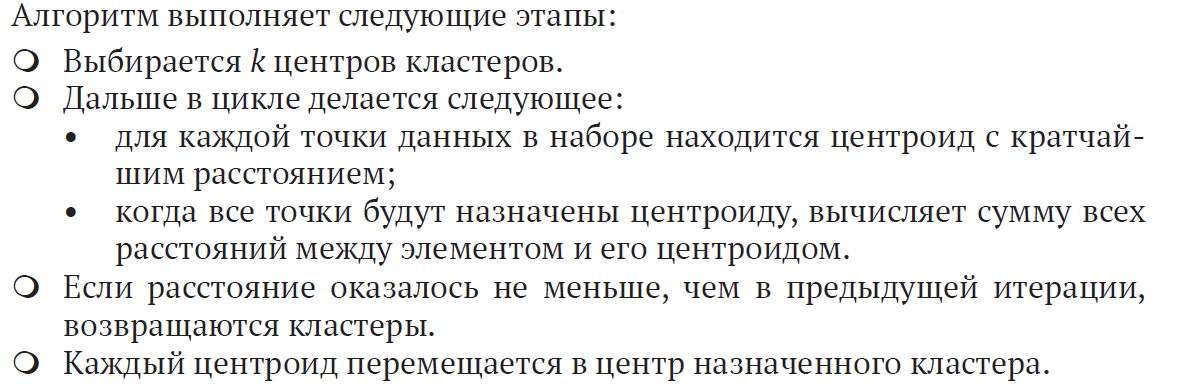 Алгоритм выполняет следующие этапы:
❍ Выбирается k центров кластеров.
❍ Дальше в цикле делается следующее:
• для каждой точки данных в наборе находится центроид с кратчай-
шим расстоянием;
• когда все точки будут назначены центроиду, вычисляет сумму всех
расстояний между элементом и его центроидом.
❍ Если расстояние оказалось не меньше, чем в предыдущей итерации,
возвращаются кластеры.
❍ Каждый центроид перемещается в центр назначенного кластера.